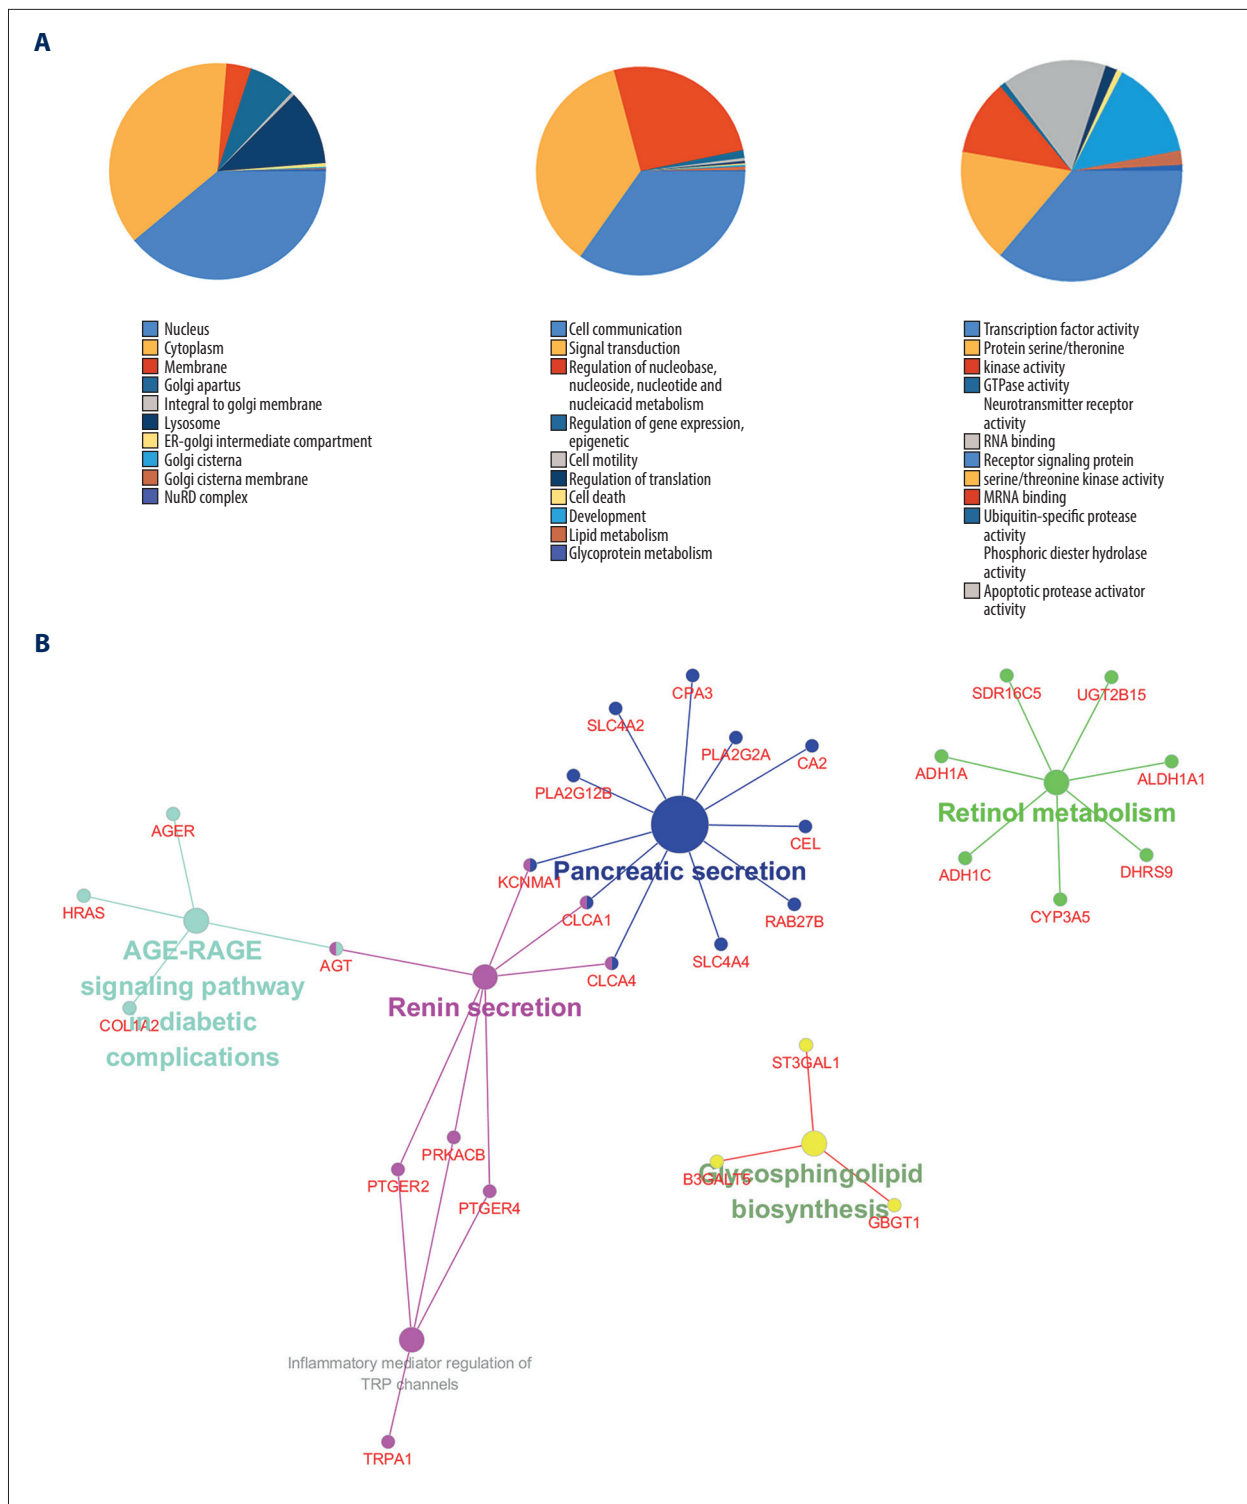 A
Nucleus
Cytoplasm
Membrane
Golgi apartus
Integral to golgi membrane
Lysosome
ER-golgi intermediate compartment
Golgi cisterna
Golgi cisterna membrane
NuRD complex
Cell communication
Signal transduction
Regulation of nucleobase,
nucleoside, nucleotide and
nucleicacid metabolism
Regulation of gene expression,
epigenetic
Cell motility
Regulation of translation
Cell death
Development
Lipid metabolism
Glycoprotein metabolism
Transcription factor activity
Protein serine/theronine
kinase activity
GTPase activity
Neurotransmitter receptor
activity
RNA binding
Receptor signaling protein
serine/threonine kinase activity
MRNA binding
Ubiquitin-specific protease
activity
Phosphoric diester hydrolase
activity
Apoptotic protease activator
activity
B
CPA3
SLC4A2
PLA2G2A
CA2
PLA2G12B
CEL
Pancreatic secretion
KCNMA1
CLCA1
RAB27B
SLC4A4
CLCA4
SDR16C5
UGT2B15
ADH1A
ALDH1A1
Retinol metabolism
ADH1C
DHRS9
CYP3A5
AGER
HRAS
AGT
AGE-RAGE
signaling pathway
in diabetic
complications
COL1A2
Renin secretion
PRKACB
PTGER2
PTGER4
ST3GAL1
B3GALT5
Glycosphingolipid
biosynthesis
GBGT1
Inflammatory mediator regulation of
TRP channels
TRPA1